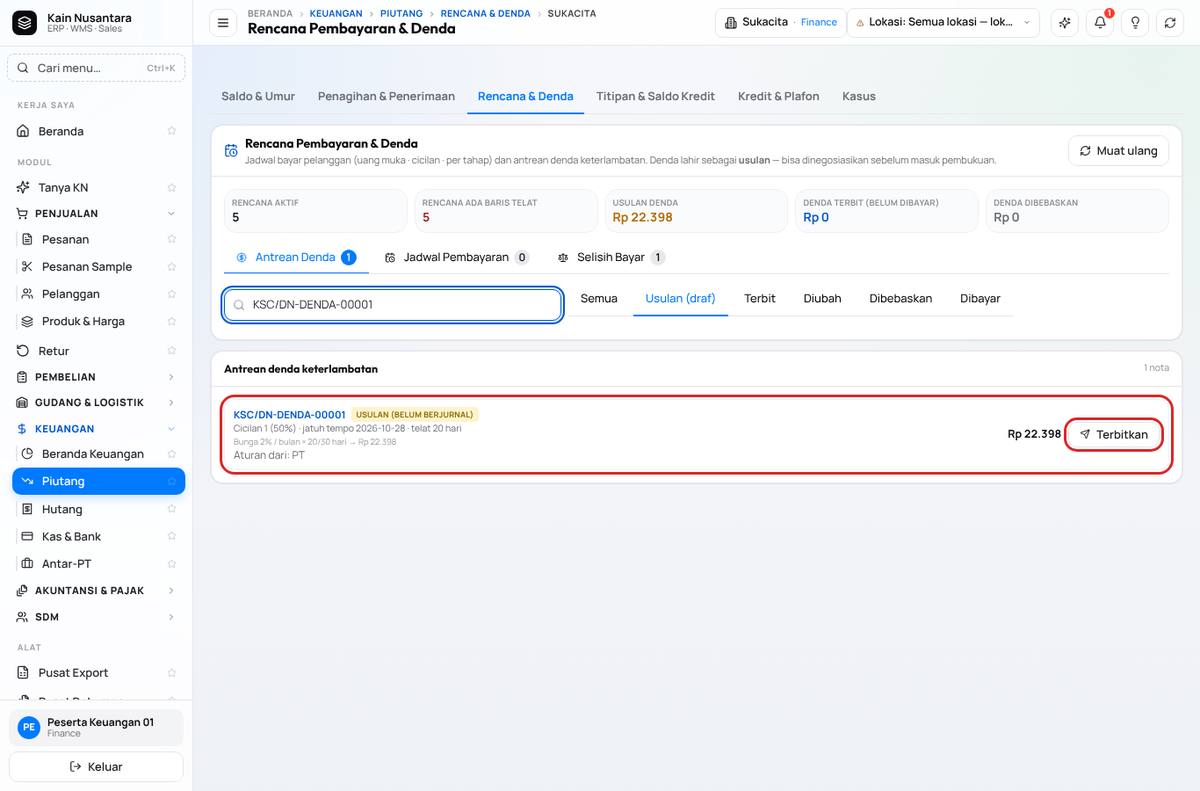 Kain Nusantara
ERP · WMS · Sales
Cari menu...
Ctrl+K
KERJA SAYA
Beranda
MODUL
Tanya KN
PENJUALAN
Pesanan
Pesanan Sample
Pelanggan
Produk & Harga
Retur
PEMBELIAN
GUDANG & LOGISTIK
KEUANGAN
Beranda Keuangan
Piutang
Hutang
Kas & Bank
Antar-PT
AKUNTANSI & PAJAK
SDM
ALAT
Pusat Export
PE
Peserta Keuangan 01
Finance
Keluar
BERANDA › KEUANGAN › PIUTANG › RENCANA & DENDA › SUKACITA
Rencana Pembayaran & Denda
Sukacita · Finance
Lokasi: Semua lokasi — lok...
1
Saldo & Umur
Penagihan & Penerimaan
Rencana & Denda
Titipan & Saldo Kredit
Kredit & Plafon
Kasus
Rencana Pembayaran & Denda
Jadwal bayar pelanggan (uang muka · cicilan · per tahap) dan antrean denda keterlambatan. Denda lahir sebagai usulan — bisa dinegosiasikan sebelum masuk pembukuan.
Muat ulang
RENCANA AKTIF
5
RENCANA ADA BARIS TELAT
5
USULAN DENDA
Rp 22.398
DENDA TERBIT (BELUM DIBAYAR)
Rp 0
DENDA DIBEBASKAN
Rp 0
Antrean Denda 1
Jadwal Pembayaran 0
Selisih Bayar 1
KSC/DN-DENDA-00001
Semua
Usulan (draf)
Terbit
Diubah
Dibebaskan
Dibayar
Antrean denda keterlambatan
1 nota
KSC/DN-DENDA-00001 USULAN (BELUM BERJURNAL)
Cicilan 1 (50%) · jatuh tempo 2026-10-28 · telat 20 hari
Bunga 2% / bulan × 20/30 hari → Rp 22.398
Aturan dari: PT
Rp 22.398
Terbitkan